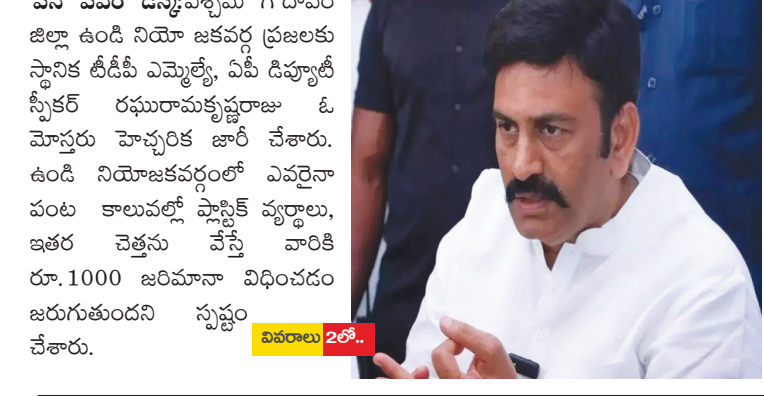 జిల్లా ఉండి నియో జకవర్గ ప్రజలకు
స్థానిక టీడీపీ ఎమ్మెల్యే, ఏపీ డిప్యూటీ
స్పీకర్ రఘురామకృష్ణరాజు ఓ
మోస్తరు హెచ్చరిక జారీ చేశారు.
ఉండి నియోజకవర్గంలో ఎవరైనా
పంట కాలువల్లో ప్లాస్టిక్ వ్యర్థాలు,
ఇతర చెత్తను వేస్తే వారికి
రూ.1000 జరిమానా విధించడం
జరుగుతుందని స్పష్టం
చేశారు.
వివరాలు 2లో..